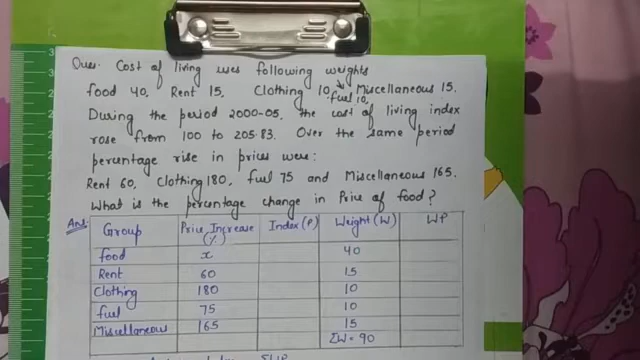 Ques. Cost of living uses following weights
food 40, Rent 15, Clothing 10, fuel 10, Miscellaneous 15.
During the period 2000-05, the cost of living index
rose from 100 to 205.83. Over the same period
percentage rise in prices were:
Rent 60, Clothing 180, fuel 75 and Miscellaneous 165.
What is the percentage change in Price of food?
Ans: Group Price Increase (%) Index (P) Weight (W) WP
food x 40
Rent 60 15
Clothing 180 10
fuel 75 10
Miscellaneous 165 15
ΣW = 90